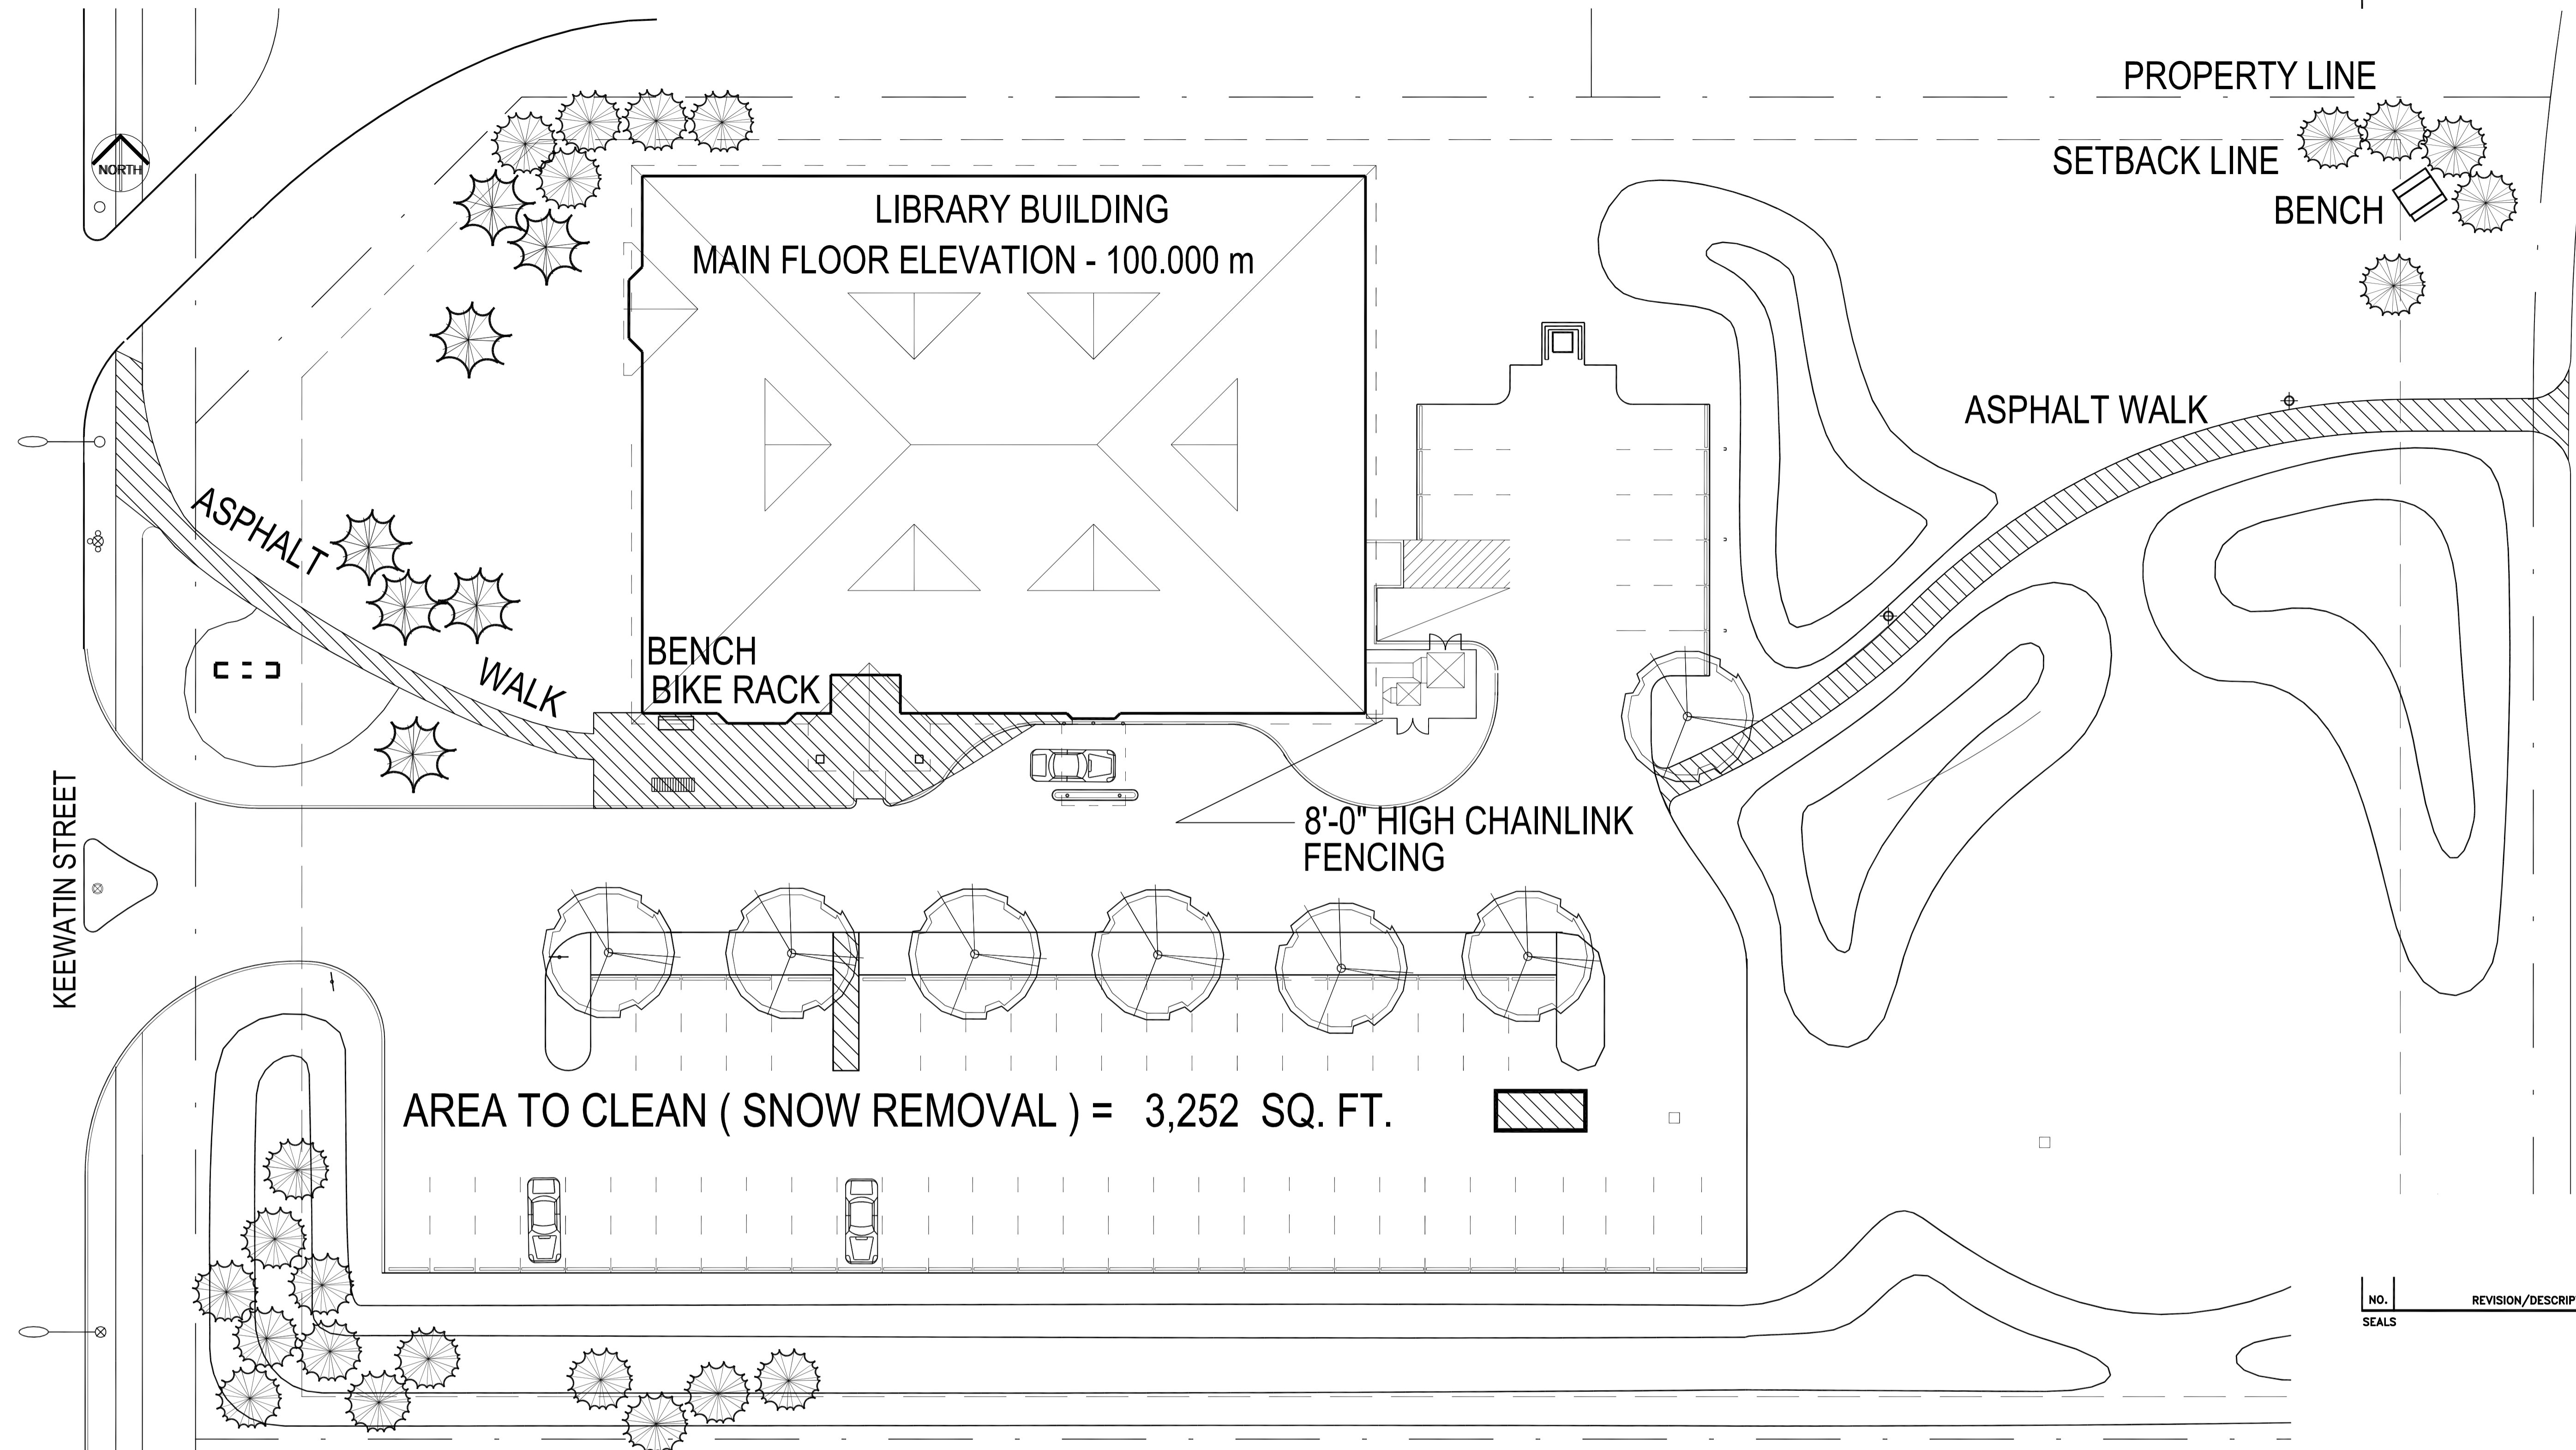 PROPERTY LINE
NORTH
SETBACK LINE
BENCH
LIBRARY BUILDING
MAIN FLOOR ELEVATION - 100.000 m
ASPHALT WALK
ASPHALT
WALK
BENCH
BIKE RACK
KEEWATIN STREET
8'-0" HIGH CHAINLINK
FENCING
AREA TO CLEAN ( SNOW REMOVAL ) = 3,252 SQ. FT.
NO. REVISION/DESCRIP
SEALS